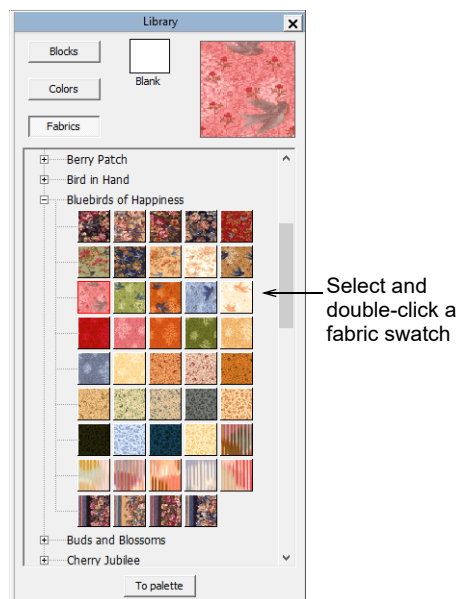 Library
Blocks
Blank
Colors
Fabrics
Berry Patch
Bird in Hand
Bluebirds of Happiness
Select and
double-click a
fabric swatch
Buds and Blossoms
Cherry Jubilee
To palette